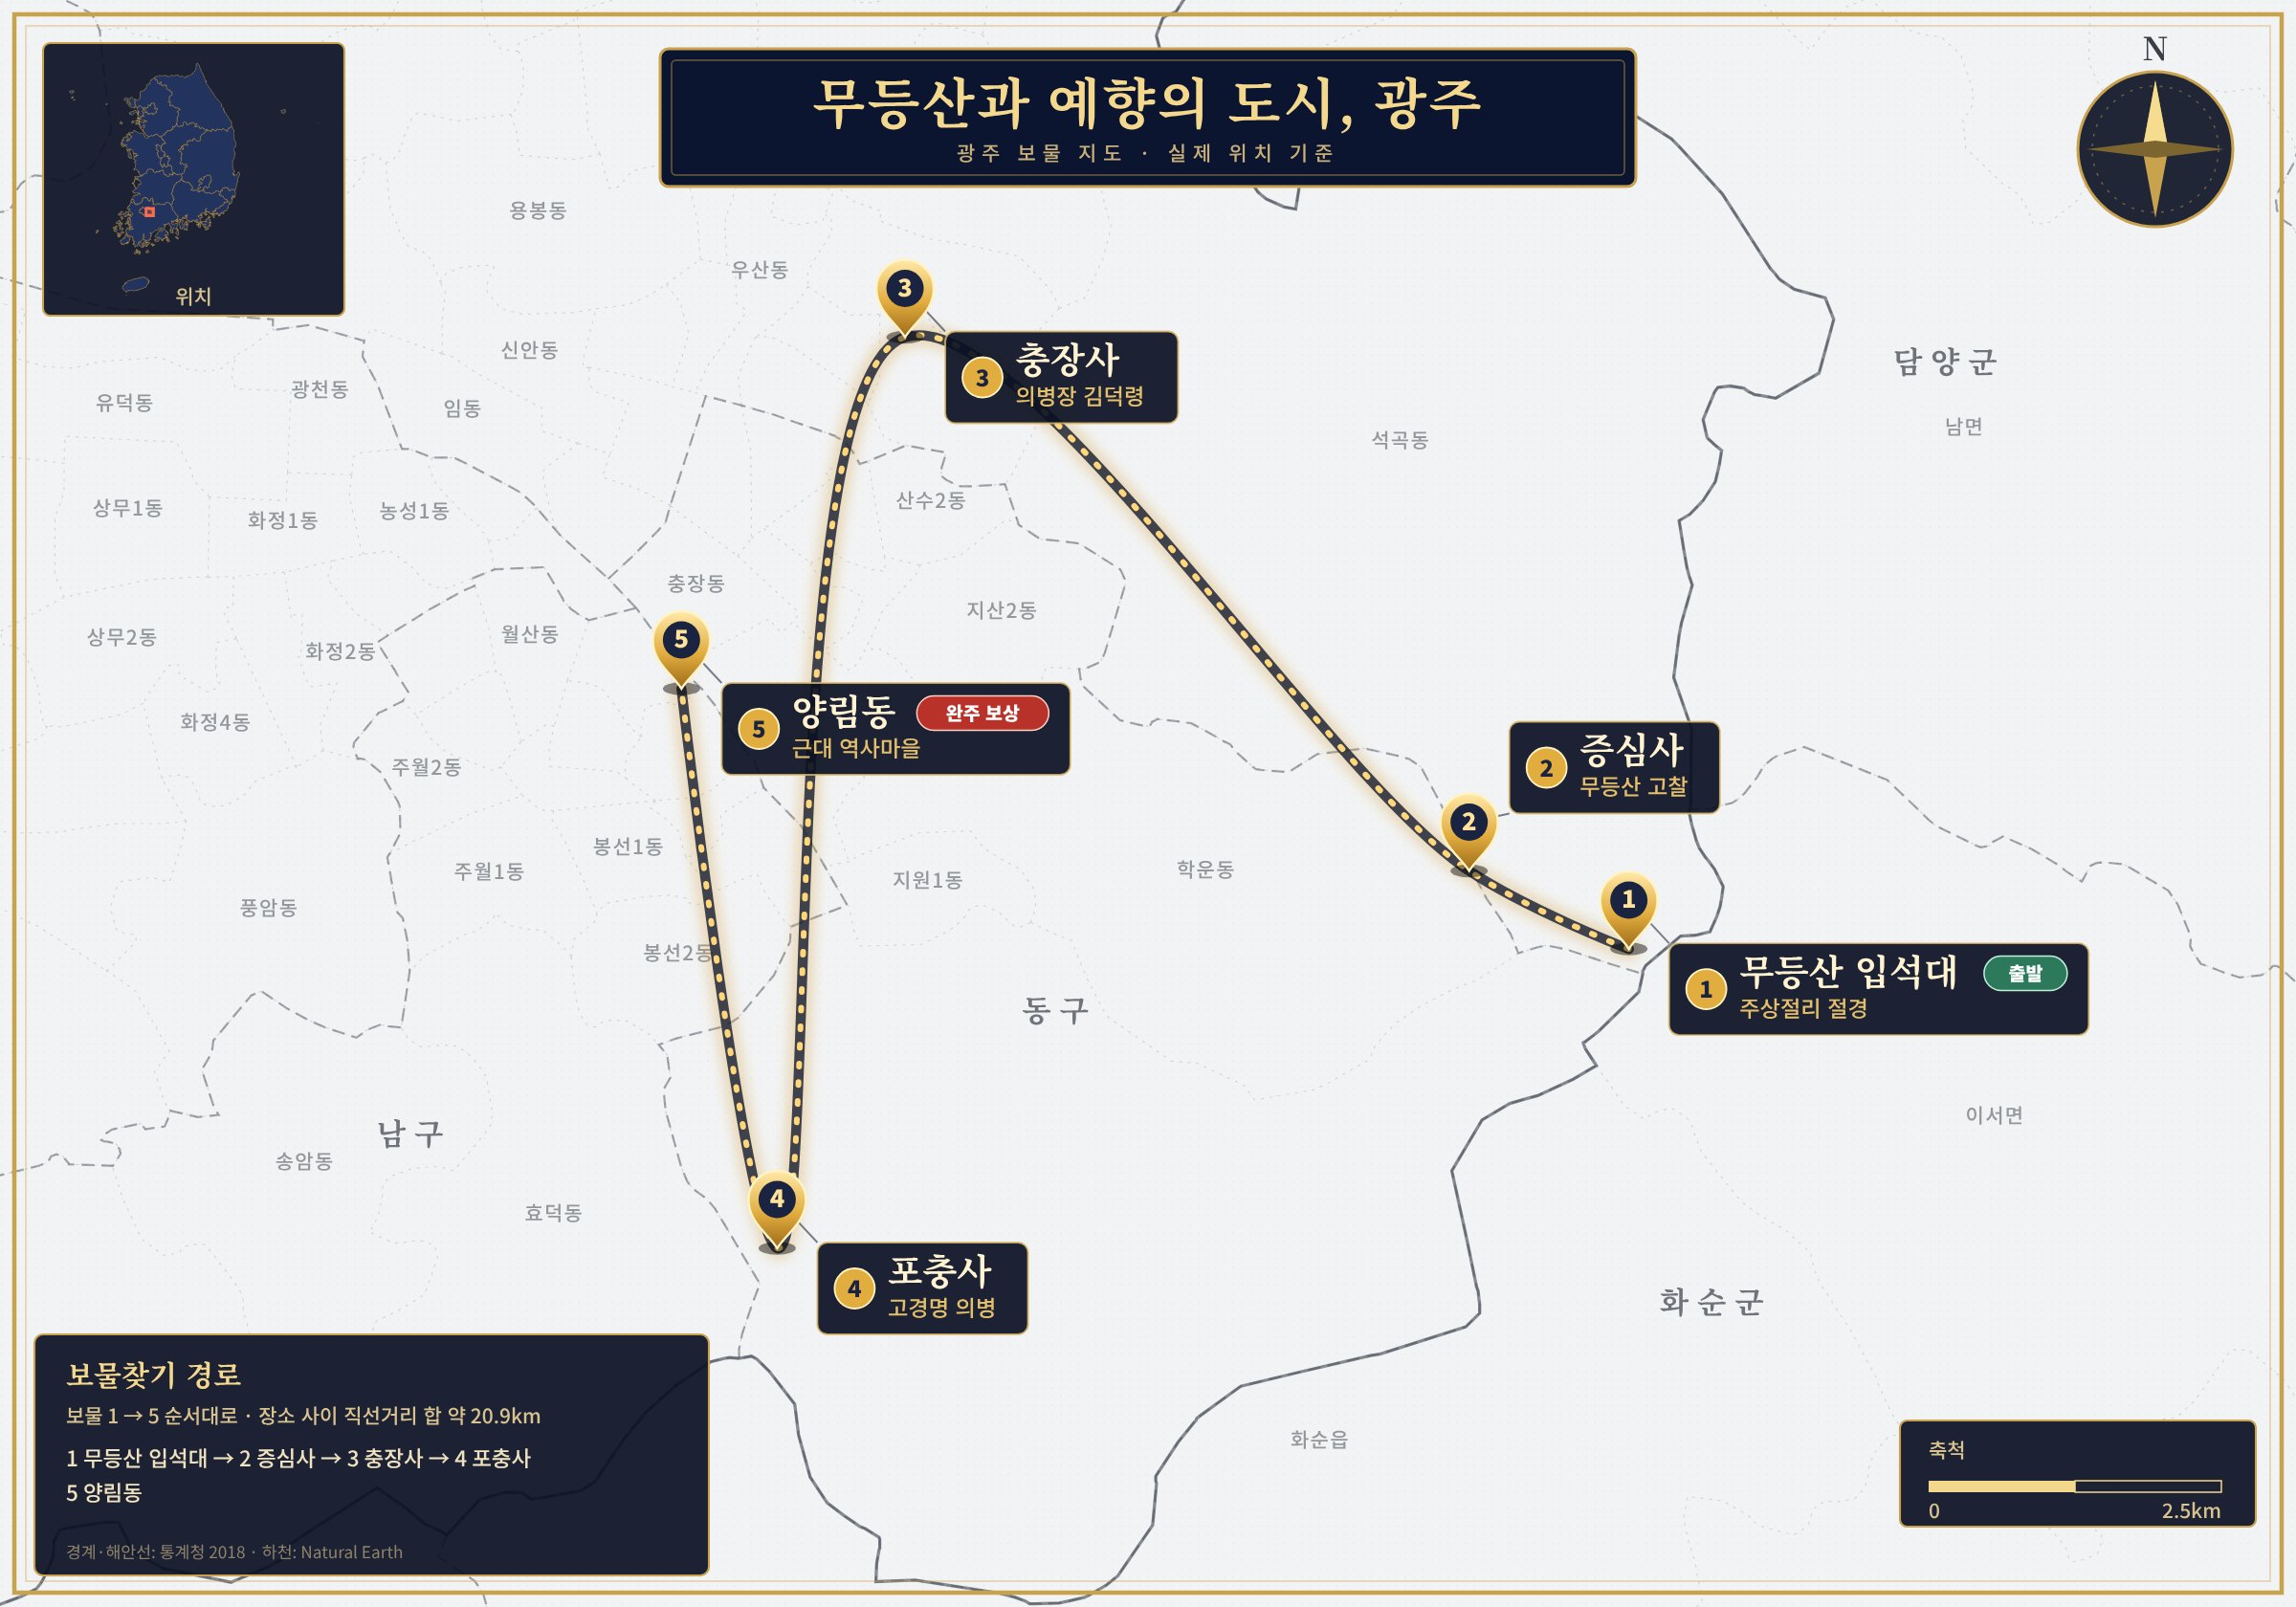 위치
무등산과 예향의 도시, 광주
광주 보물 지도 · 실제 위치 기준
N
용봉동
우산동
3
3
충장사
의병장 김덕령
신안동
광천동
유덕동
임동
담양군
남면
석곡동
상무1동
화정1동
농성1동
산수2동
충장동
지산2동
상무2동
화정2동
월산동
5
5
양림동
완주 보상
근대 역사마을
화정4동
주월2동
2
증심사
무등산 고찰
2
봉선1동
주월1동
지원1동
학운동
풍암동
1
봉선2동
1
무등산 입석대
출발
주상절리 절경
동구
남구
이서면
송암동
효덕동
4
4
포충사
고경명 의병
화순군
화순읍
보물찾기 경로
보물 1 → 5 순서대로 · 장소 사이 직선거리 합 약 20.9km
1 무등산 입석대 → 2 증심사 → 3 충장사 → 4 포충사
5 양림동
경계·해안선: 통계청 2018 · 하천: Natural Earth
축척
0
2.5km